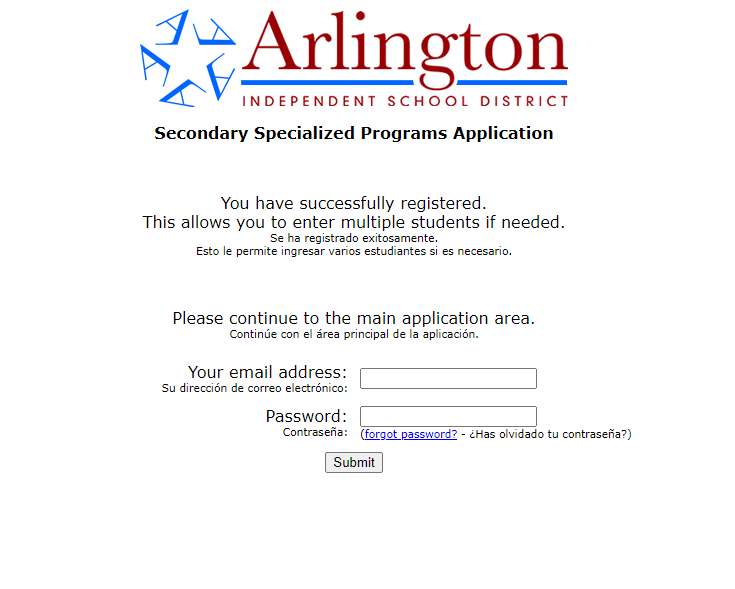 Arlington
INDEPENDENT SCHOOL DISTRICT
Secondary Specialized Programs Application
You have successfully registered.
This allows you to enter multiple students if needed.
Se ha registrado exitosamente.
Esto le permite ingresar varios estudiantes si es necesario.
Please continue to the main application area.
Continúe con el área principal de la aplicación.
Your email address:
Su dirección de correo electrónico:
Password:
Contraseña:
(forgot password? - ¿Has olvidado tu contraseña?)
Submit